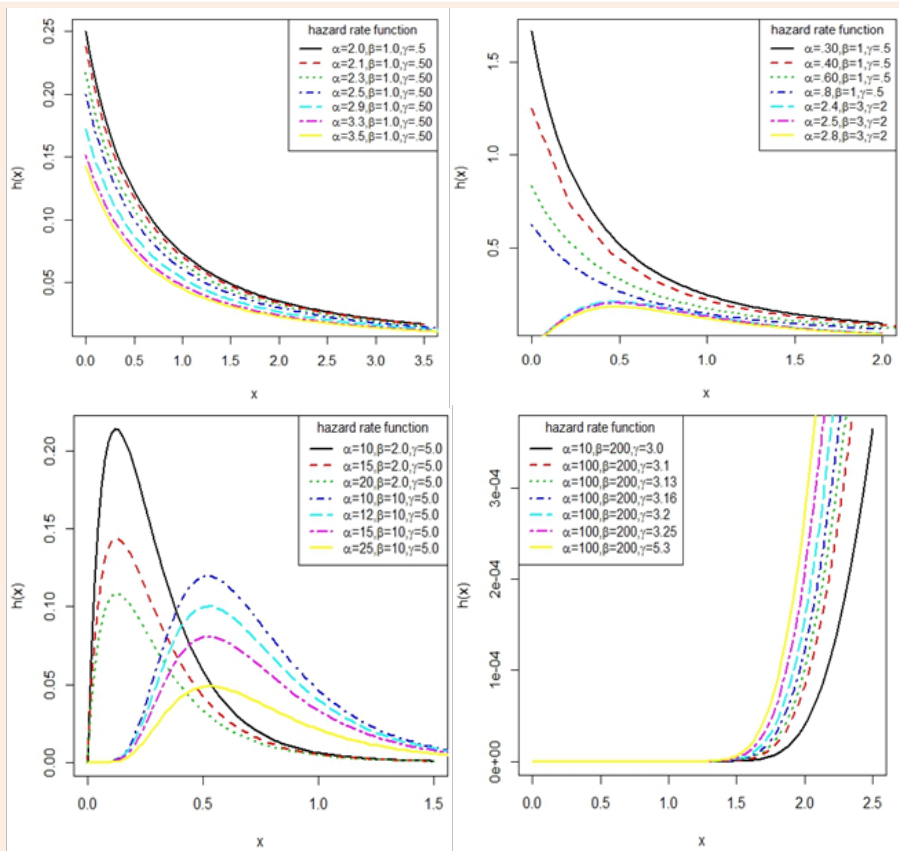 hazard rate function
α=2.0,β=1.0,γ=.5
α=2.1,β=1.0,γ=.50
α=2.3,β=1.0,γ=.50
α=2.5,β=1.0,γ=.50
α=2.9,β=1.0,γ=.50
α=3.3,β=1.0,γ=.50
α=3.5,β=1.0,γ=.50
h(x)
0.25
0.20
0.15
0.10
0.05
0.0 0.5 1.0 1.5 2.0 2.5 3.0 3.5
x
hazard rate function
α=.30,β=1,γ=.5
α=.40,β=1,γ=.5
α=.60,β=1,γ=.5
α=.8,β=1,γ=.5
α=2.4,β=3,γ=2
α=2.5,β=3,γ=2
α=2.8,β=3,γ=2
h(x)
1.5
1.0
0.5
0.0 0.5 1.0 1.5 2.0
x
hazard rate function
α=10,β=2.0,γ=5.0
α=15,β=2.0,γ=5.0
α=20,β=2.0,γ=5.0
α=10,β=10,γ=5.0
α=12,β=10,γ=5.0
α=15,β=10,γ=5.0
α=25,β=10,γ=5.0
h(x)
0.20
0.15
0.10
0.05
0.00
0.0 0.5 1.0 1.5
x
hazard rate function
α=10,β=200,γ=3.0
α=100,β=200,γ=3.1
α=100,β=200,γ=3.13
α=100,β=200,γ=3.16
α=100,β=200,γ=3.2
α=100,β=200,γ=3.25
α=100,β=200,γ=5.3
h(x)
3e-04
2e-04
1e-04
0e+00
0.0 0.5 1.0 1.5 2.0 2.5
x